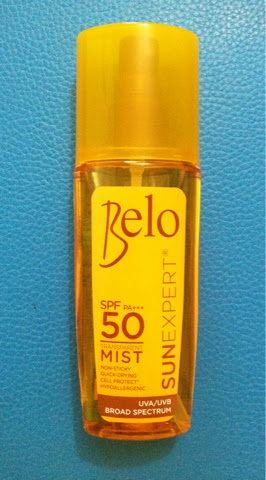 Belo
SUNEXPERT®
SPF PA+++
50
TRANSPARENT
MIST
NON-STICKY
QUICK-DRYING
CELL PROTECT*
HYPOALLERGENIC
UVA/UVB
BROAD SPECTRUM